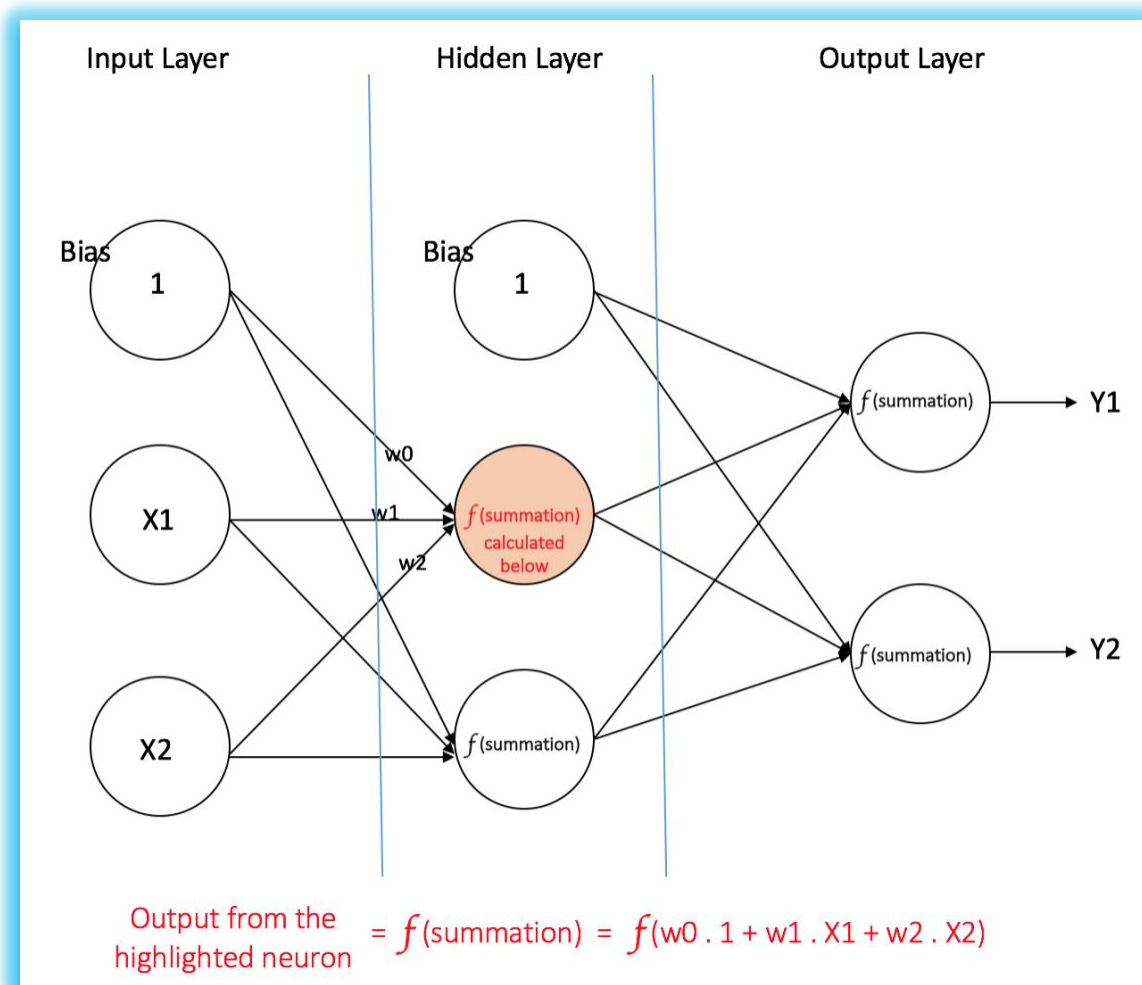 Input Layer
Hidden Layer
Output Layer
Bias
1
Bias
1
f(summation)
Y1
w0
X1
w1
f(summation)
calculated
below
w2
f(summation)
Y2
X2
f(summation)
Output from the
highlighted neuron
= f(summation) = f(w0 . 1 + w1 . X1 + w2 . X2)